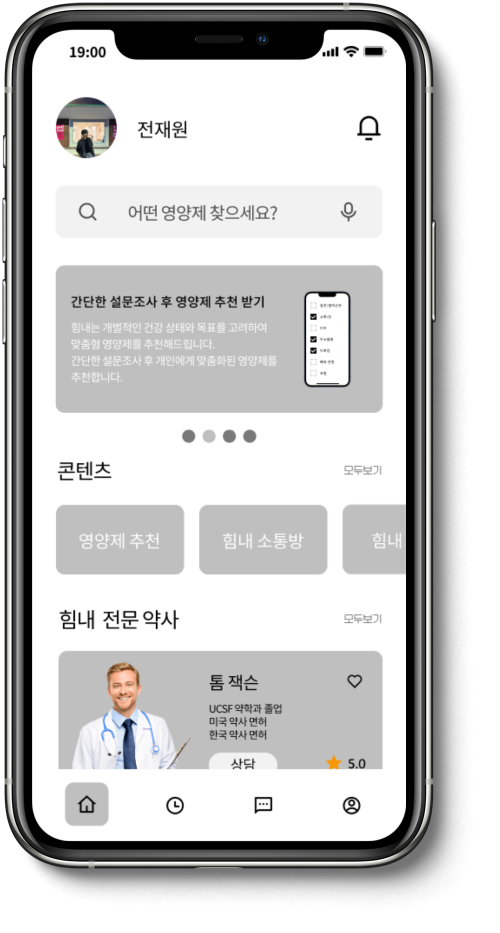 19:00
전재원
어떤 영양제 찾으세요?
간단한 설문조사 후 영양제 추천 받기
힘내는 개별적인 건강 상태와 목표를 고려하여
맞춤형 영양제를 추천해드립니다.
간단한 설문조사 후 개인에게 맞춤화된 영양제를
추천합니다.
콘텐츠 모두보기
영양제 추천 힘내 소통방 힘내
힘내 전문 약사 모두보기
톰 잭슨
UCSF 약학과 졸업
미국 약사 면허
한국 약사 면허
상담 5.0